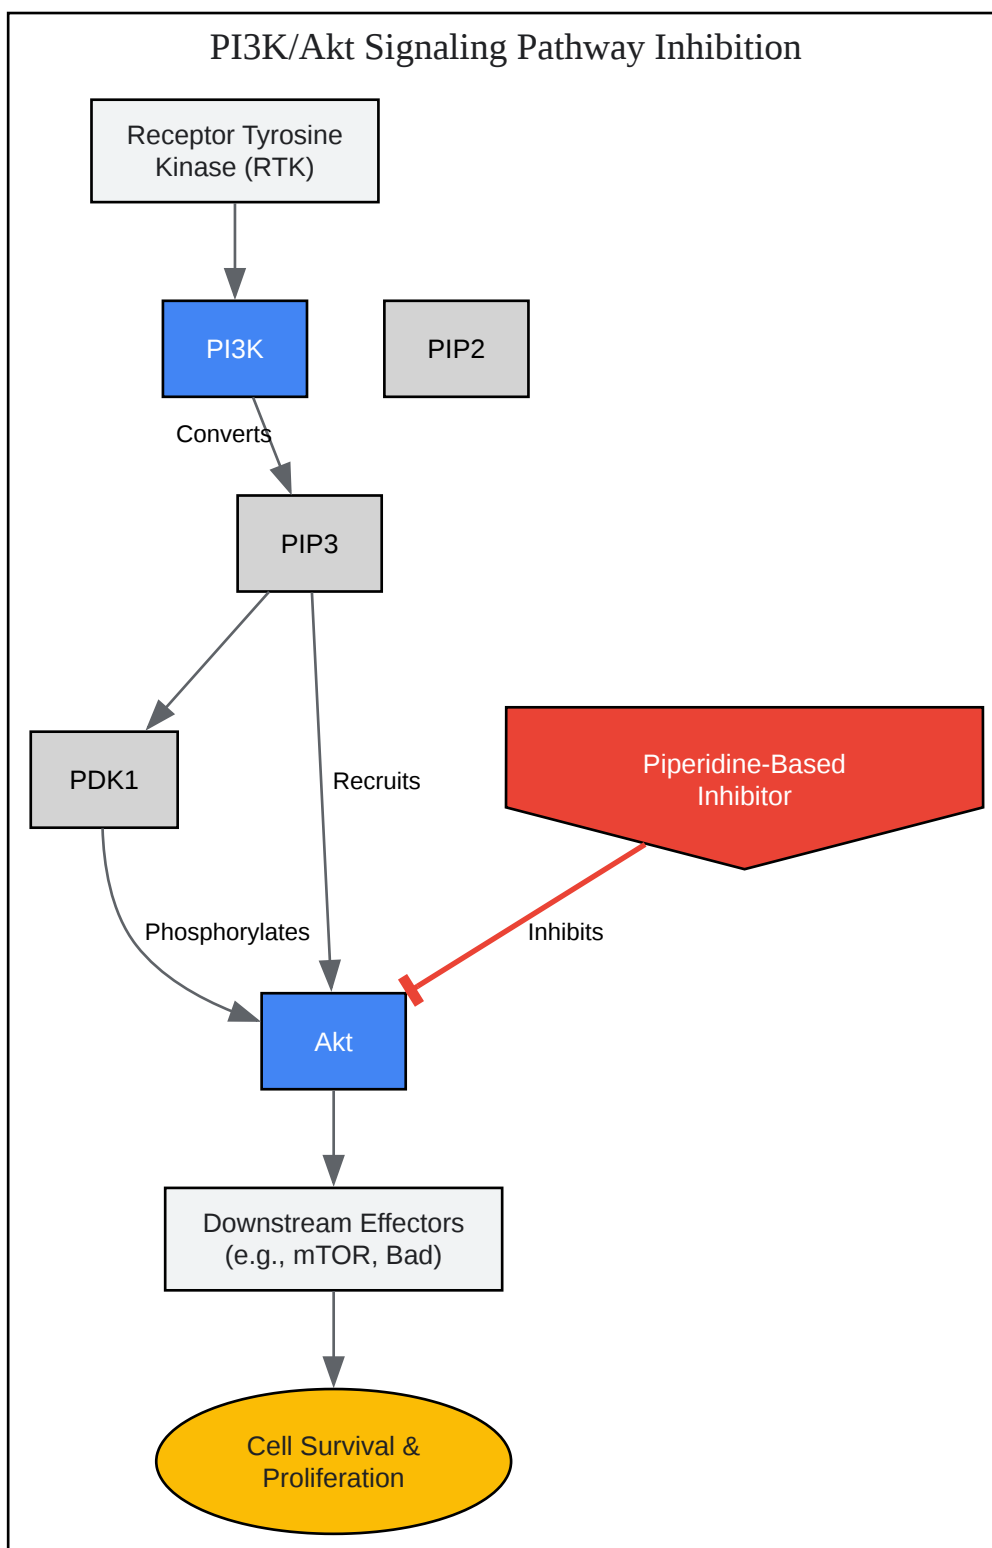 PI3K/Akt Signaling Pathway Inhibition
Receptor Tyrosine
Kinase (RTK)
PI3K
PIP2
Converts
PIP3
PDK1
Recruits
Piperidine-Based
Inhibitor
Phosphorylates
Inhibits
Akt
Downstream Effectors
(e.g., mTOR, Bad)
Cell Survival &
Proliferation